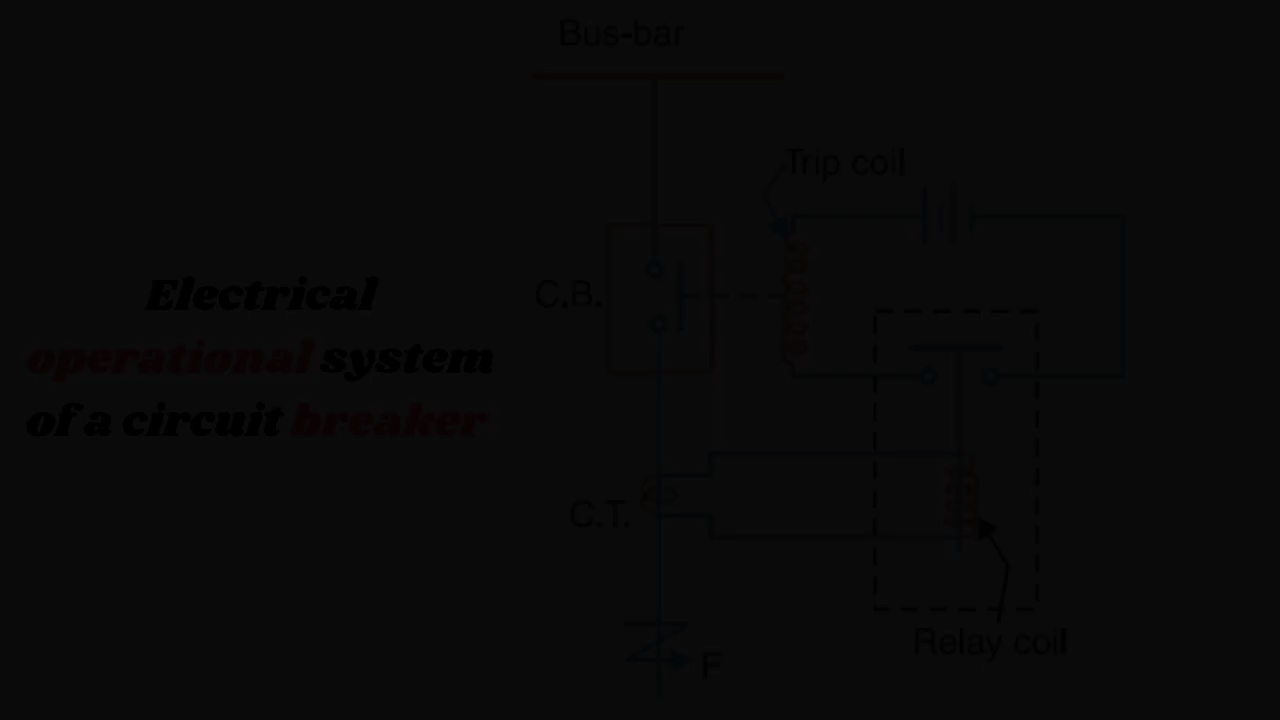 Bus-bar
Trip coil
C.B.
Electrical
operational system
of a circuit breaker
C.T.
Relay coil
F